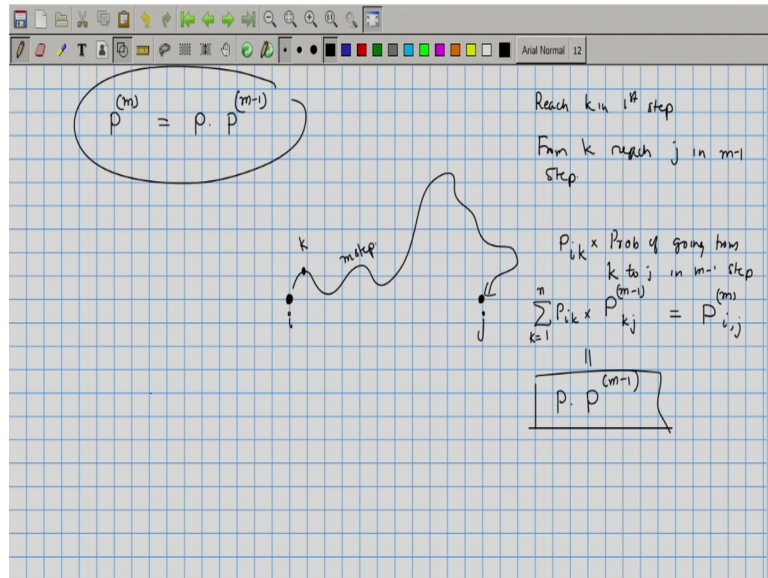 T
Arial Normal 12
P^(m) = P. P^(m-1)
Reach k in 1st step
From k reach j in m-1
step.
k
m step
i
j
P_ik × Prob of going from
k to j in m-1 step
n
∑ P_ik × P_kj^(m-1) = P_i,j^(m)
k=1
||
P. P^(m-1)